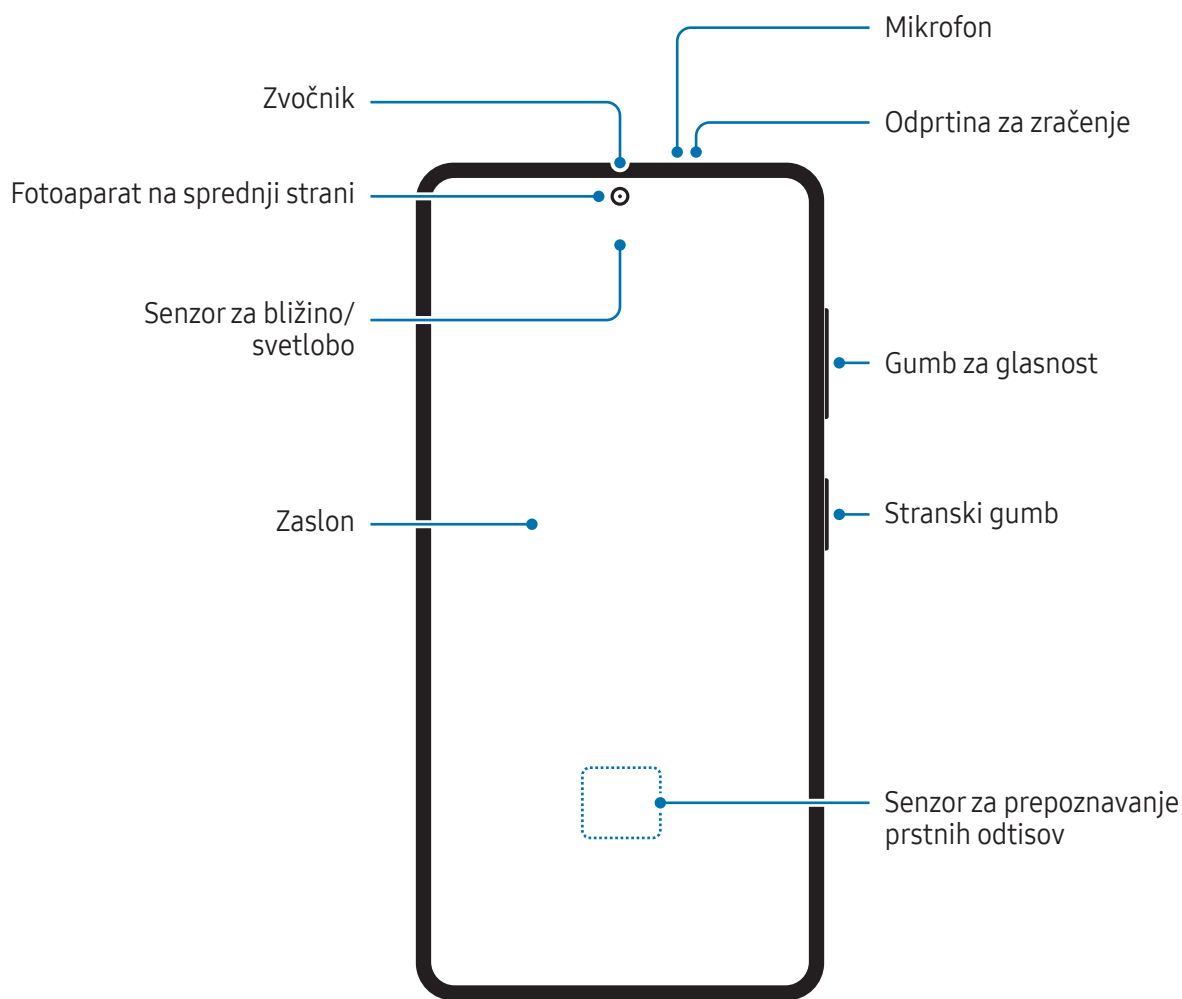 Mikrofon
Zvočnik
Odprtina za zračenje
Fotoaparat na sprednji strani
Senzor za bližino/
svetlobo
Gumb za glasnost
Zaslon
Stranski gumb
Senzor za prepoznavanje
prstnih odtisov